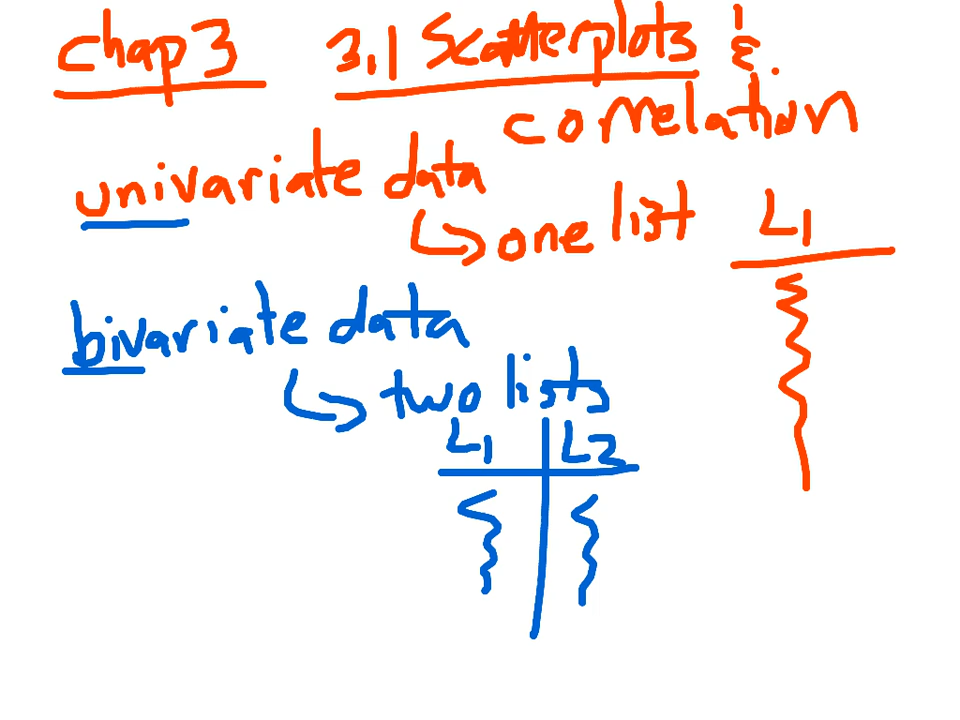 chap 3 3.1 Scatterplots &
correlation
univariate data
↳ one list L1
bivariate data
↳ two lists
L1 L2